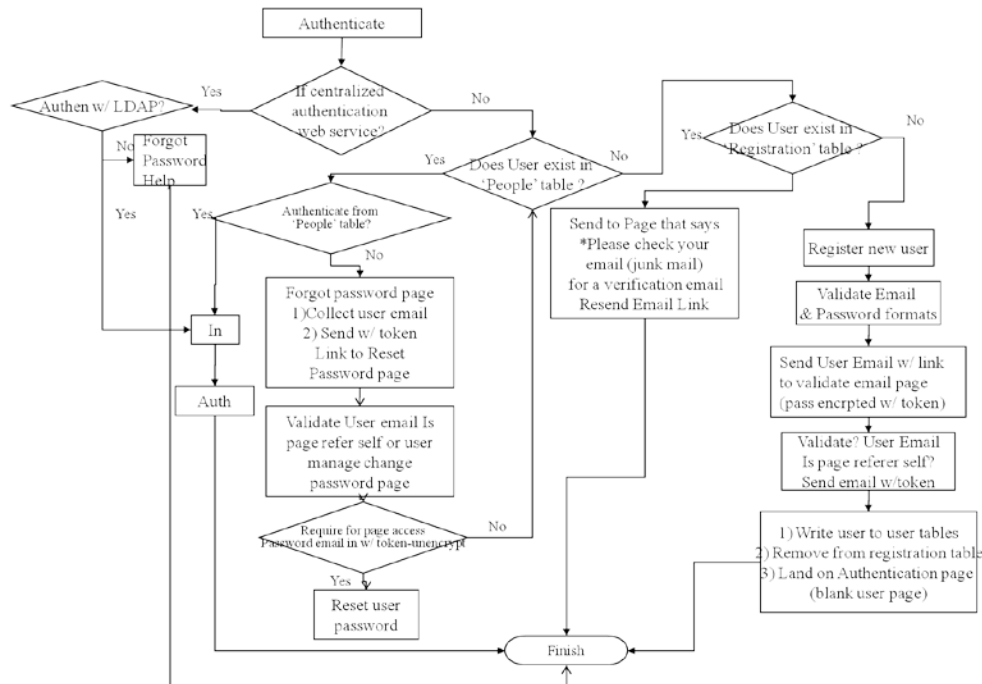 Authenticate
If centralized
authentication
web service?
Yes
No
Authen w/ LDAP?
No
Yes
Forgot
Password
Help
Does User exist in
‘People’ table ?
Yes
No
Does User exist in
‘Registration’ table ?
Yes
No
Authenticate from
‘People’ table?
Yes
No
Send to Page that says
*Please check your
email (junk mail)
for a verification email
Resend Email Link
Register new user
Validate Email
& Password formats
Forgot password page
1)Collect user email
2) Send w/ token
Link to Reset
Password page
In
Auth
Send User Email w/ link
to validate email page
(pass encrpted w/ token)
Validate User email Is
page refer self or user
manage change
password page
Validate? User Email
Is page referer self?
Send email w/token
Require for page access
Password email in w/ token-unencrypt
No
Yes
Reset user
password
1) Write user to user tables
2) Remove from registration table
3) Land on Authentication page
(blank user page)
Finish